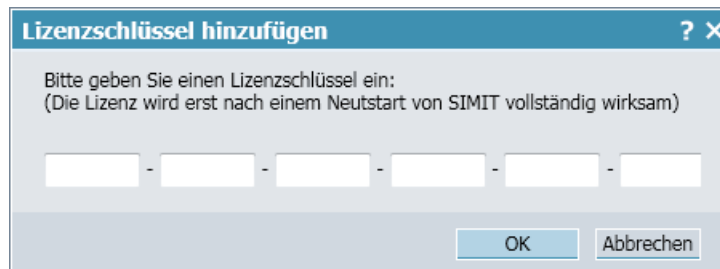 Lizenzschlüssel hinzufügen ? ×
Bitte geben Sie einen Lizenzschlüssel ein:
(Die Lizenz wird erst nach einem Neutstart von SIMIT vollständig wirksam)
- - - - -
OK Abbrechen